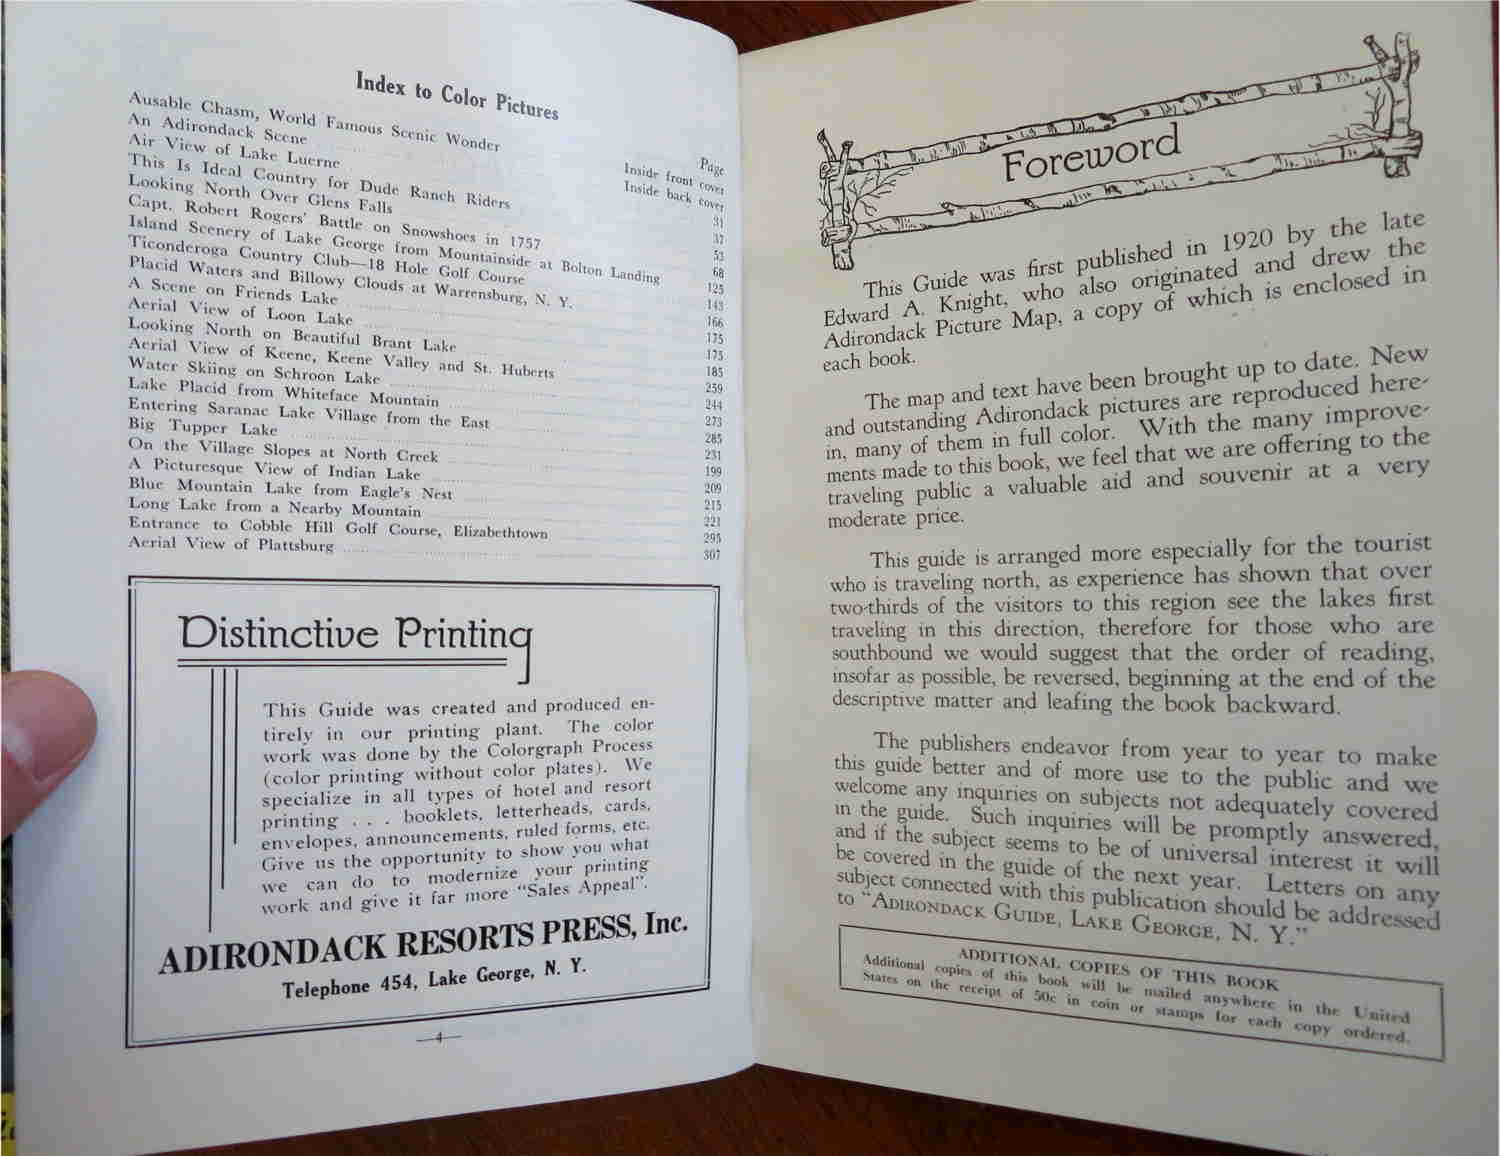 Index to Color Pictures
Page
Ausable Chasm, World Famous Scenic Wonder Inside front cover
An Adirondack Scene Inside back cover
Air View of Lake Luerne 31
This Is Ideal Country for Dude Ranch Riders 37
Looking North Over Glens Falls 53
Capt. Robert Rogers' Battle on Snowshoes in 1757 68
Island Scenery of Lake George from Mountainside at Bolton Landing 125
Ticonderoga Country Club—18 Hole Golf Course 143
Placid Waters and Billowy Clouds at Warrensburg, N. Y. 166
A Scene on Friends Lake 175
Aerial View of Loon Lake 175
Looking North on Beautiful Brant Lake 185
Aerial View of Keene, Keene Valley and St. Huberts 259
Water Skiing on Schroon Lake 244
Lake Placid from Whiteface Mountain 273
Entering Saranac Lake Village from the East 285
Big Tupper Lake 231
On the Village Slopes at North Creek 199
A Picturesque View of Indian Lake 209
Blue Mountain Lake from Eagle's Nest 215
Long Lake from a Nearby Mountain 221
Entrance to Cobble Hill Golf Course, Elizabethtown 295
Aerial View of Plattsburg 307
Distinctive Printing
This Guide was created and produced en-
tirely in our printing plant. The color
work was done by the Colorgraph Process
(color printing without color plates). We
specialize in all types of hotel and resort
printing . . . booklets, letterheads, cards,
envelopes, announcements, ruled forms, etc.
Give us the opportunity to show you what
we can do to modernize your printing
work and give it far more "Sales Appeal".
ADIRONDACK RESORTS PRESS, Inc.
Telephone 454, Lake George, N. Y.
—4—
Foreword
This Guide was first published in 1920 by the late
Edward A. Knight, who also originated and drew the
Adirondack Picture Map, a copy of which is enclosed in
each book.
The map and text have been brought up to date. New
and outstanding Adirondack pictures are reproduced here-
in, many of them in full color. With the many improve-
ments made to this book, we feel that we are offering to the
traveling public a valuable aid and souvenir at a very
moderate price.
This guide is arranged more especially for the tourist
who is traveling north, as experience has shown that over
two-thirds of the visitors to this region see the lakes first
traveling in this direction, therefore for those who are
southbound we would suggest that the order of reading,
insofar as possible, be reversed, beginning at the end of the
descriptive matter and leafing the book backward.
The publishers endeavor from year to year to make
this guide better and of more use to the public and we
welcome any inquiries on subjects not adequately covered
in the guide. Such inquiries will be promptly answered,
and if the subject seems to be of universal interest it will
be covered in the guide of the next year. Letters on any
subject connected with this publication should be addressed
to "ADIRONDACK GUIDE, LAKE GEORGE, N. Y."
ADDITIONAL COPIES OF THIS BOOK
Additional copies of this book will be mailed anywhere in the United
States on the receipt of 50c in coin or stamps for each copy ordered.